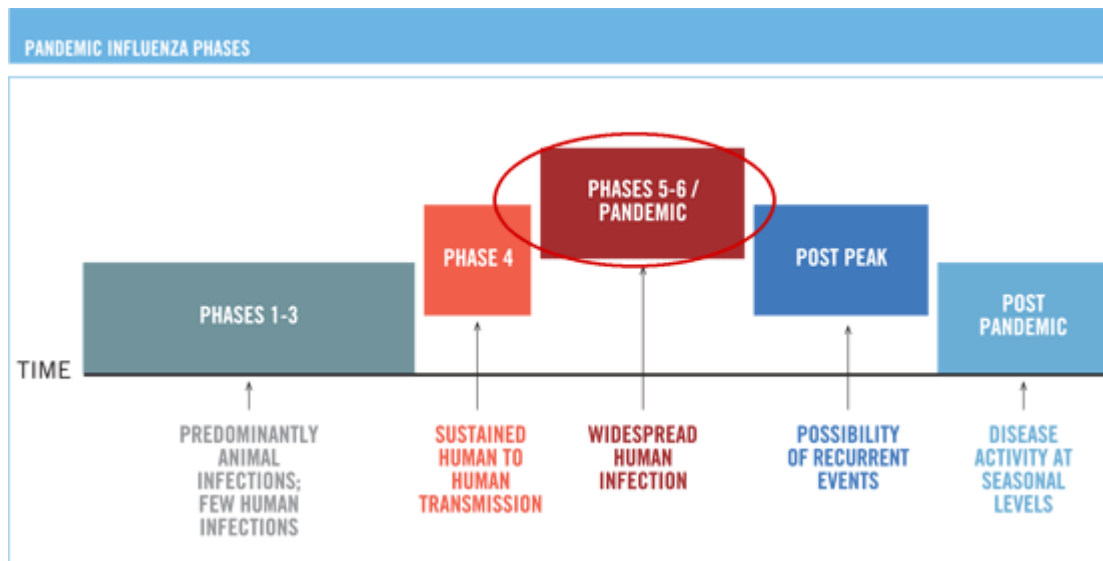 PANDEMIC INFLUENZA PHASES
PHASES 5-6 /
PANDEMIC
PHASE 4
POST PEAK
PHASES 1-3
POST
PANDEMIC
TIME
PREDOMINANTLY
ANIMAL
INFECTIONS;
FEW HUMAN
INFECTIONS
SUSTAINED
HUMAN TO
HUMAN
TRANSMISSION
WIDESPREAD
HUMAN
INFECTION
POSSIBILITY
OF RECURRENT
EVENTS
DISEASE
ACTIVITY AT
SEASONAL
LEVELS